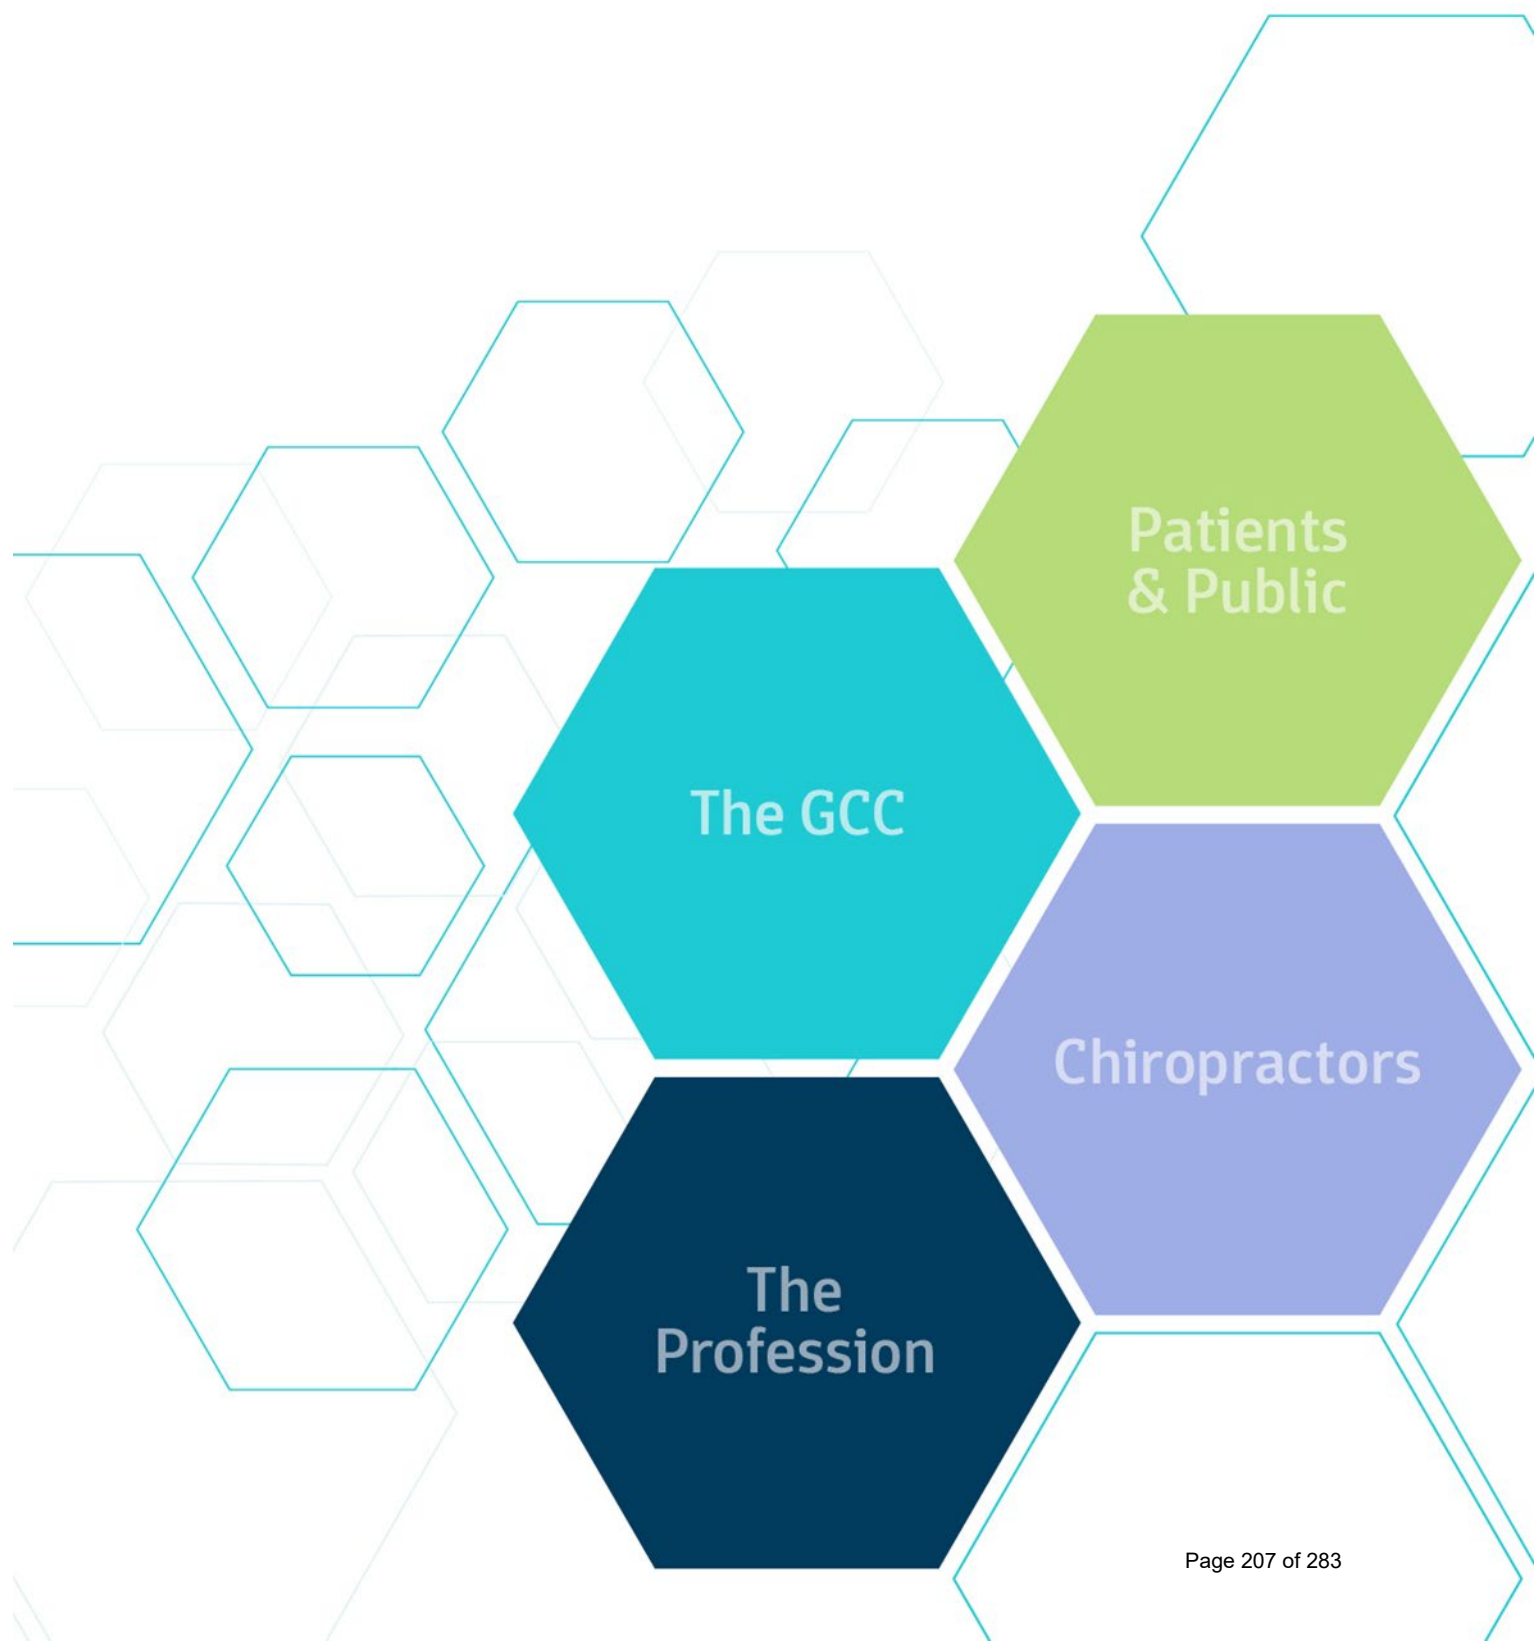 Patients
& Public
The GCC
Chiropractors
The
Profession
Page 207 of 283